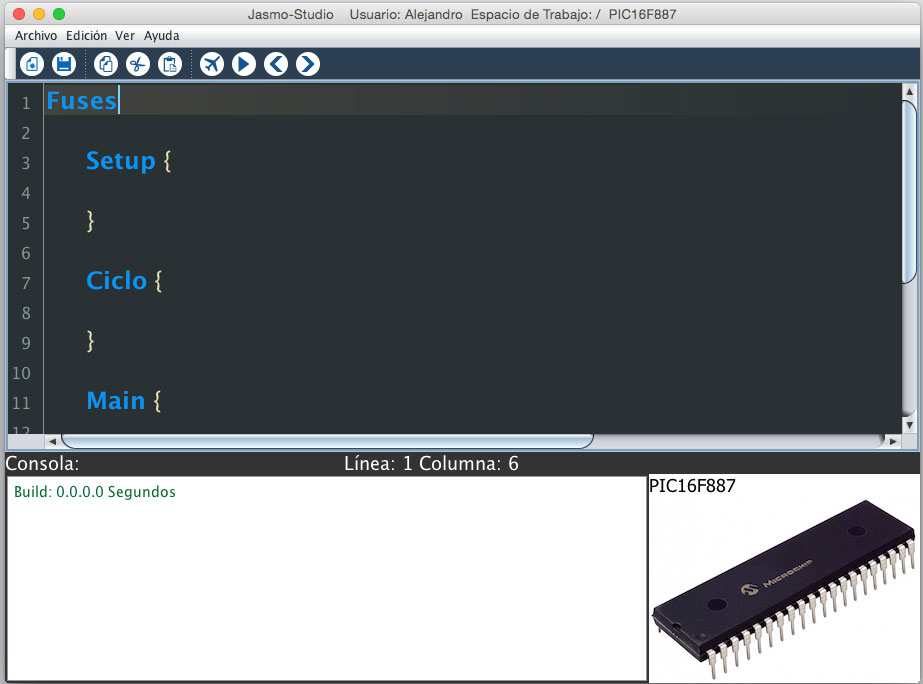 Jasmo-Studio Usuario: Alejandro Espacio de Trabajo: / PIC16F887
Archivo Edición Ver Ayuda
1 Fuses
2
3 Setup {
4
5 }
6
7 Ciclo {
8
9 }
10
11 Main {
12
Consola: Línea: 1 Columna: 6
Build: 0.0.0.0 Segundos
PIC16F887
MICROCHIP